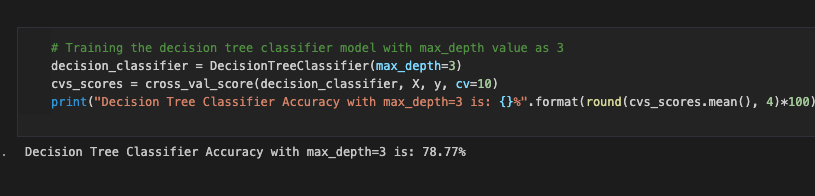 # Training the decision tree classifier model with max_depth value as 3
decision_classifier = DecisionTreeClassifier(max_depth=3)
cvs_scores = cross_val_score(decision_classifier, X, y, cv=10)
print("Decision Tree Classifier Accuracy with max_depth=3 is: {}%".format(round(cvs_scores.mean(), 4)*100)
. Decision Tree Classifier Accuracy with max_depth=3 is: 78.77%